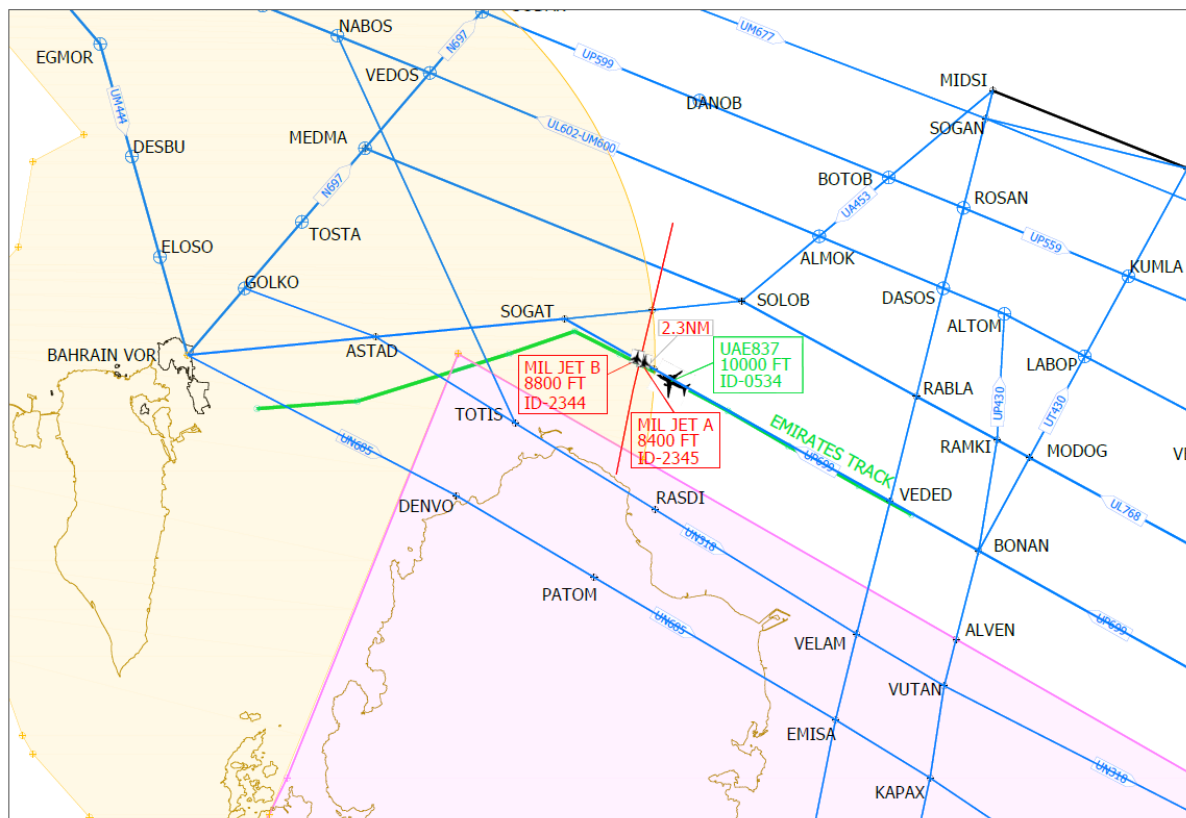 NABOS
N697
UM677
EGMOR
VEDOS
UP599
MIDSI
DANOB
UM444
SOGAN
MEDMA
UL602-UM600
DESBU
BOTOB
N697
ROSAN
UA453
TOSTA
UP559
ELOSO
ALMOK
KUMLA
GOLKO
DASOS
SOLOB
SOGAT
ALTOM
2.3NM
BAHRAIN VOR
ASTAD
UAE837
10000 FT
ID-0534
LABOP
MIL JET B
8800 FT
ID-2344
RABLA
UP430
UT430
TOTIS
MIL JET A
8400 FT
ID-2345
EMIRATES TRACK
UN685
RAMKI
MODOG
UP699
VEDED
RASDI
DENVO
UL768
UN318
BONAN
PATOM
UN685
ALVEN
UP699
VELAM
VUTAN
EMISA
UN318
KAPAX